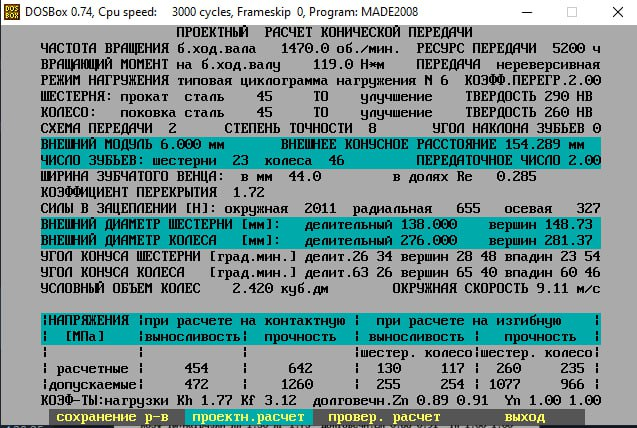 DOSBox 0.74, Cpu speed: 3000 cycles, Frameskip 0, Program: MADE2008
ПРОЕКТНЫЙ РАСЧЕТ КОНИЧЕСКОЙ ПЕРЕДАЧИ
ЧАСТОТА ВРАЩЕНИЯ б.ход.вала 1470.0 об./мин. РЕСУРС ПЕРЕДАЧИ 5200 ч
ВРАЩАЮЩИЙ МОМЕНТ на б.ход.валу 119.0 Н*м ПЕРЕДАЧА нереверсивная
РЕЖИМ НАГРУЖЕНИЯ типовая циклограмма нагружения N 6 КОЭФФ.ПЕРЕГР.2.00
ШЕСТЕРНЯ: прокат сталь 45 ТО улучшение ТВЕРДОСТЬ 290 HB
КОЛЕСО: поковка сталь 45 ТО улучшение ТВЕРДОСТЬ 260 HB
СХЕМА ПЕРЕДАЧИ 2 СТЕПЕНЬ ТОЧНОСТИ 8 УГОЛ НАКЛОНА ЗУБЬЕВ 0
ВНЕШНИЙ МОДУЛЬ 6.000 мм ВНЕШНЕЕ КОНУСНОЕ РАССТОЯНИЕ 154.289 мм
ЧИСЛО ЗУБЬЕВ: шестерни 23 колеса 46 ПЕРЕДАТОЧНОЕ ЧИСЛО 2.00
ШИРИНА ЗУБЧАТОГО ВЕНЦА: в мм 44.0 в долях Re 0.285
КОЭФФИЦИЕНТ ПЕРЕКРЫТИЯ 1.72
СИЛЫ В ЗАЦЕПЛЕНИИ [Н]: окружная 2011 радиальная 655 осевая 327
ВНЕШНИЙ ДИАМЕТР ШЕСТЕРНИ [мм]: делительный 138.000 вершин 148.73
ВНЕШНИЙ ДИАМЕТР КОЛЕСА [мм]: делительный 276.000 вершин 281.37
УГОЛ КОНУСА ШЕСТЕРНИ [град.мин.] делит.26 34 вершин 28 48 впадин 23 54
УГОЛ КОНУСА КОЛЕСА [град.мин.] делит.63 26 вершин 65 40 впадин 60 46
УСЛОВНЫЙ ОБЪЕМ КОЛЕС 2.420 куб.дм ОКРУЖНАЯ СКОРОСТЬ 9.11 м/с
¦НАПРЯЖЕНИЯ ¦при расчете на контактную ¦ при расчете на изгибную ¦
¦ [МПа] ¦выносливость¦ прочность ¦ выносливость ¦ прочность ¦
¦ ¦ ¦ ¦шестер. колесо¦шестер. колесо¦
¦ расчетные ¦ 454 ¦ 642 ¦ 130 117 ¦ 260 235 ¦
¦допускаемые ¦ 472 ¦ 1260 ¦ 255 254 ¦ 1077 966 ¦
КОЭФ-ТЫ:нагрузки Kh 1.77 Kf 3.12 долговечн.Zn 0.89 0.91 Yn 1.00 1.00
сохранение р-в проектн.расчет провер. расчет выход